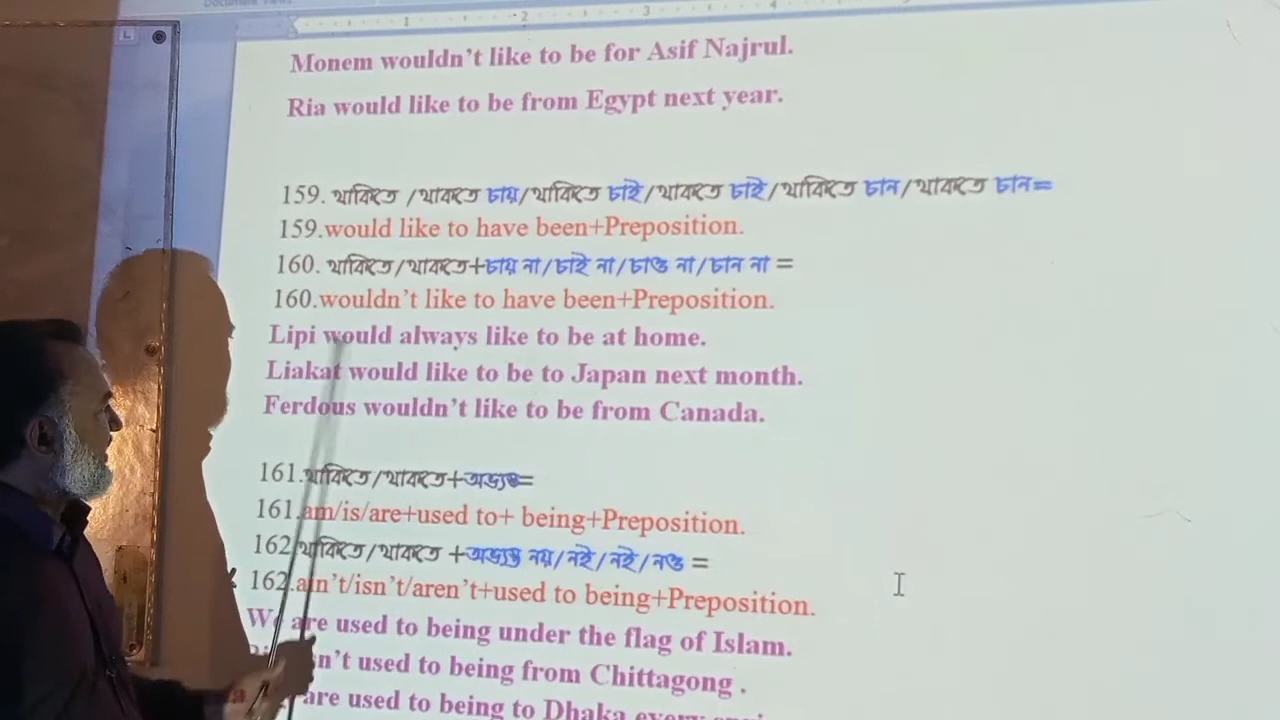 Monem wouldn't like to be for Asif Najrul.
Ria would like to be from Egypt next year.
159. থাকিতে /থাকতে চায়/থাকিতে চাই/থাকতে চাই/থাকিতে চান/থাকতে চান=
159.would like to have been+Preposition.
160. থাকিতে/থাকতে+চায় না/চাই না/চাও না/চান না =
160.wouldn't like to have been+Preposition.
Lipi would always like to be at home.
Liakat would like to be to Japan next month.
Ferdous wouldn't like to be from Canada.
161.থাকিতে/থাকতে+অভ্যস্ত=
161.am/is/are+used to+ being+Preposition.
162.থাকিতে/থাকতে +অভ্যস্ত নয়/নই/নই/নও =
162.ain't/isn't/aren't+used to being+Preposition.
We are used to being under the flag of Islam.
used to being from Chittagong .
are used to being to Dhaka